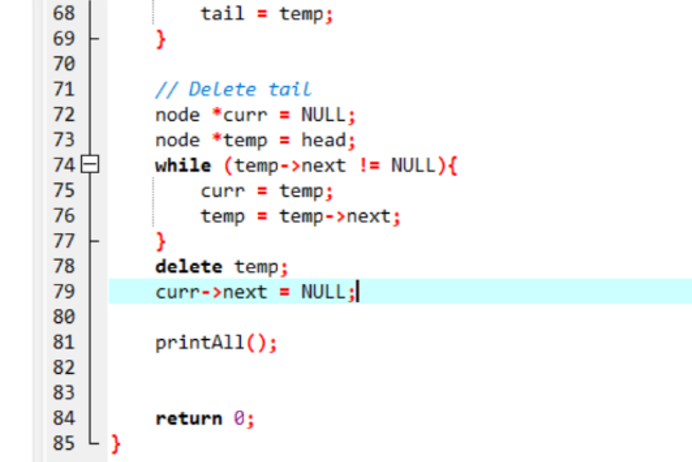 68 tail = temp;
69 }
70
71 // Delete tail
72 node *curr = NULL;
73 node *temp = head;
74 while (temp->next != NULL){
75 curr = temp;
76 temp = temp->next;
77 }
78 delete temp;
79 curr->next = NULL;
80
81 printAll();
82
83
84 return 0;
85 }